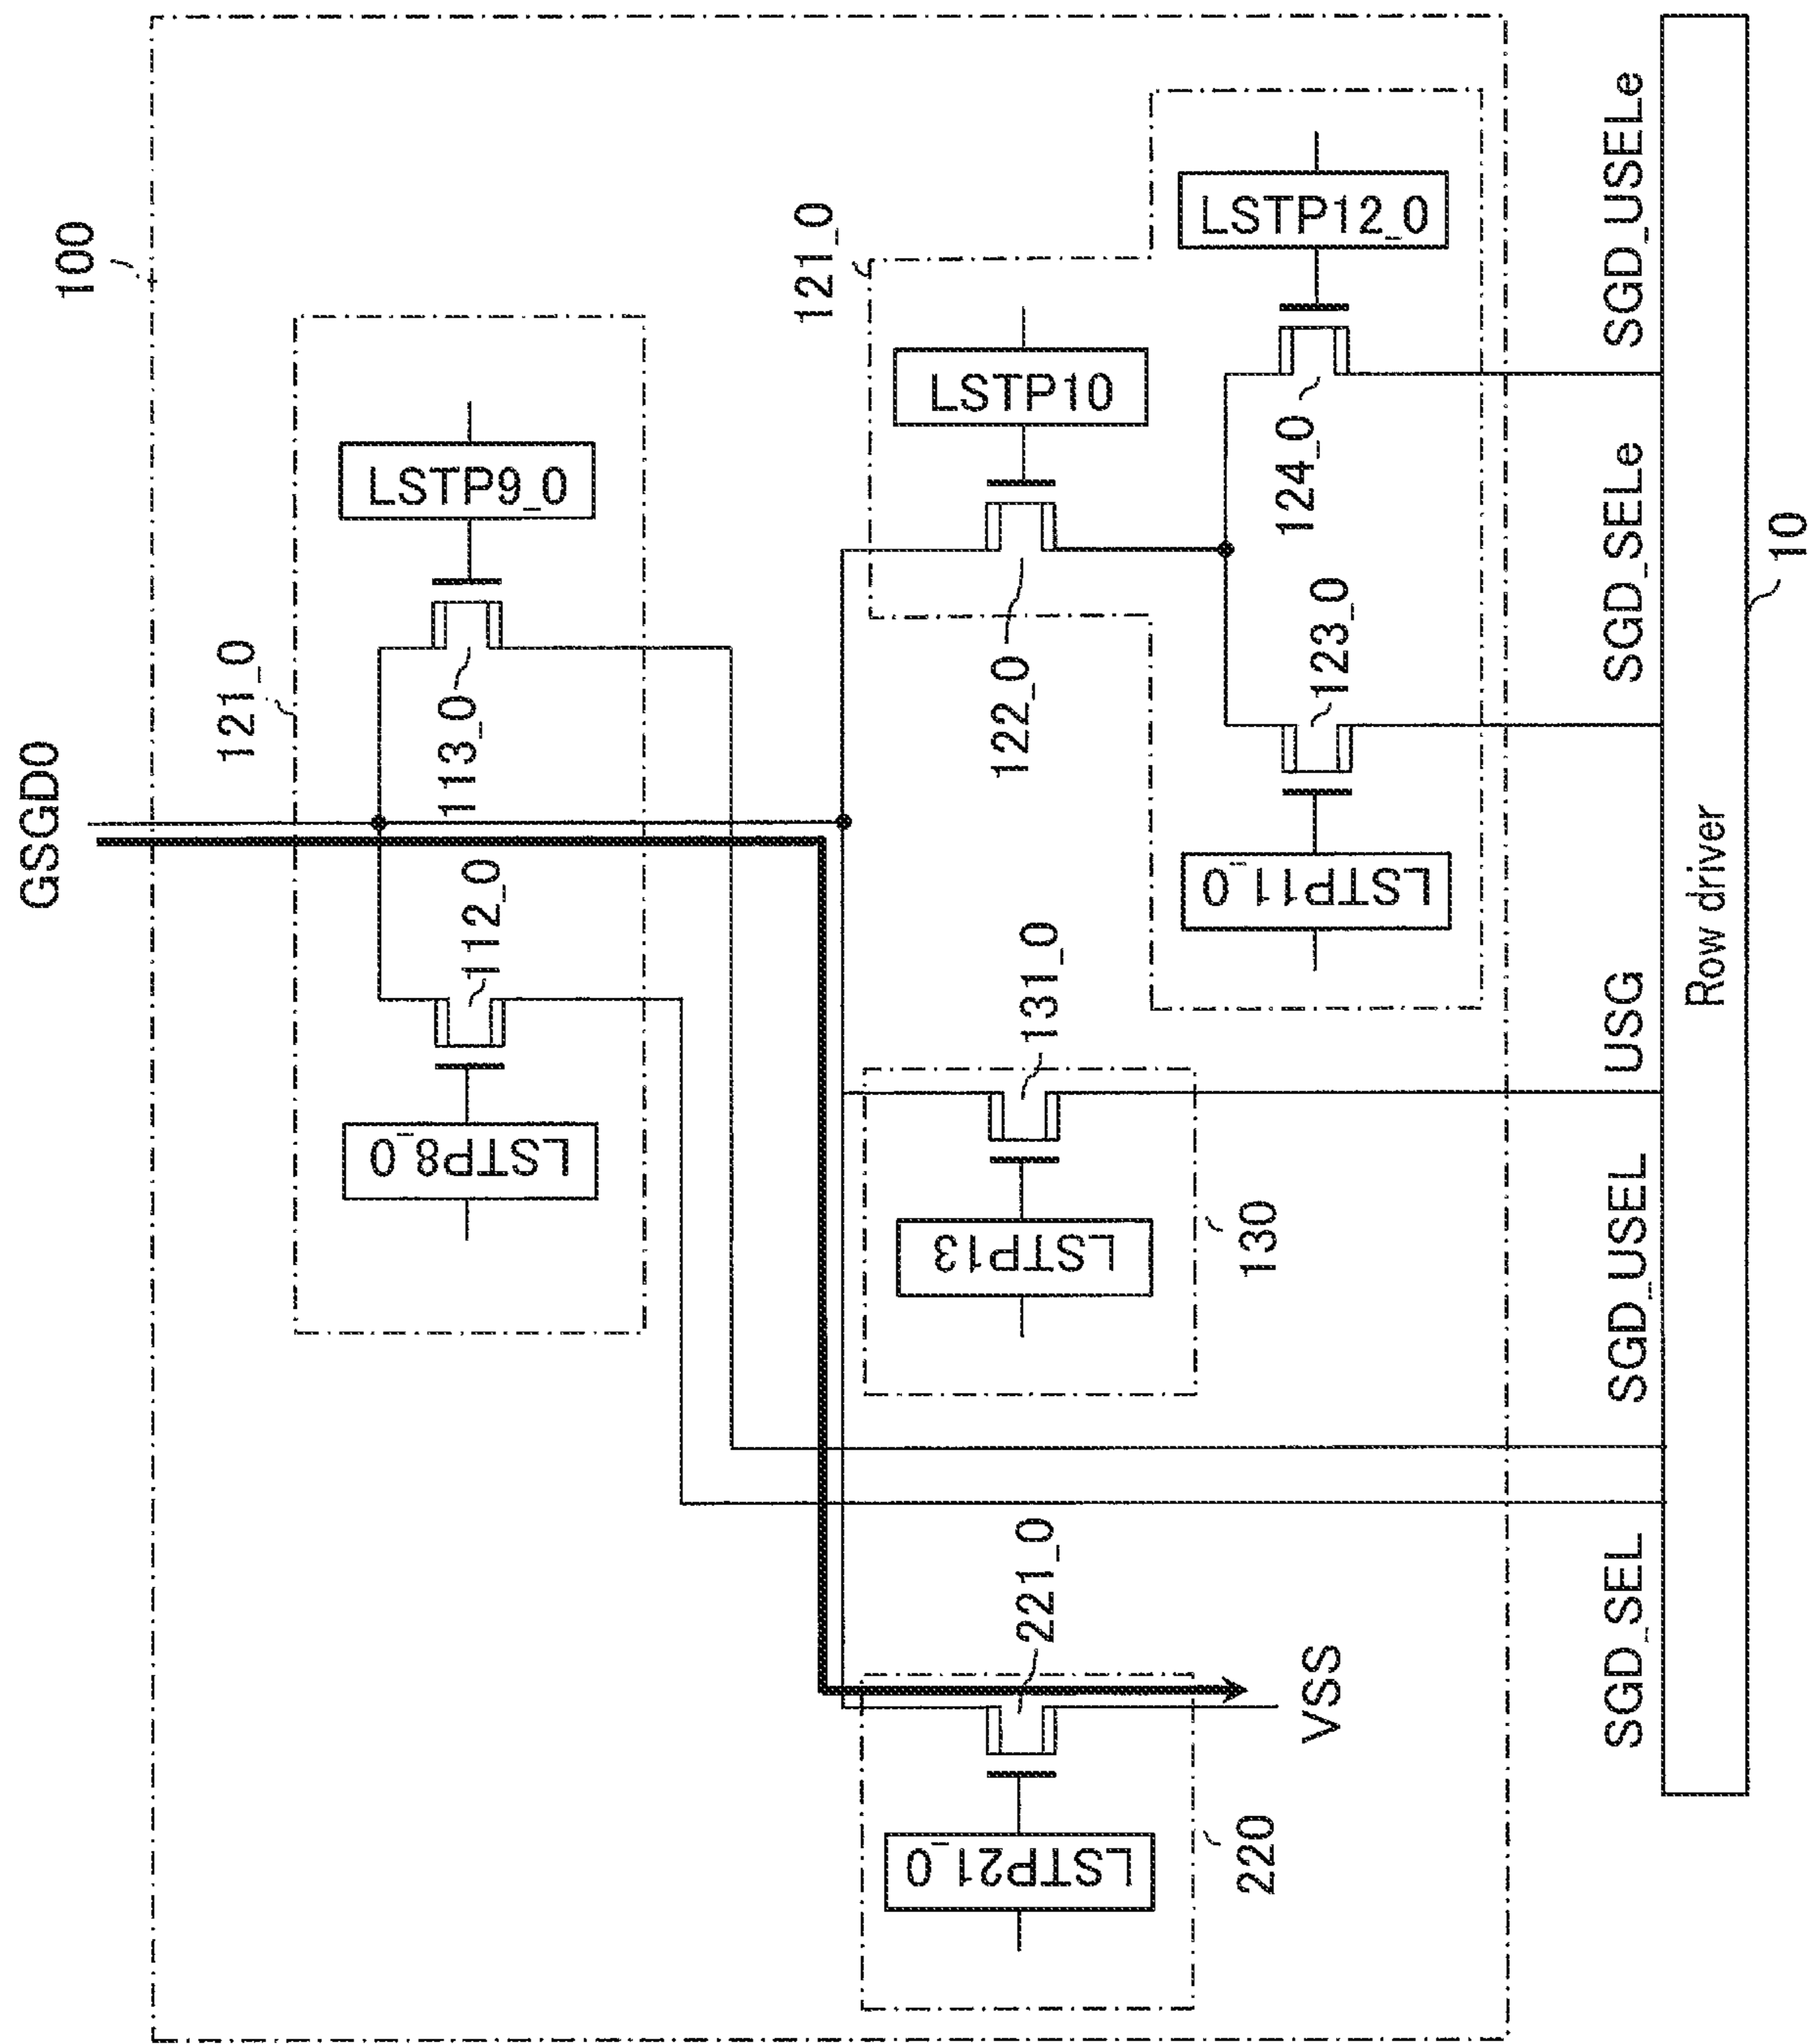 GSGD0
100
121_0
LSTP8_0
112_0
113_0
LSTP9_0
121_0
LSTP21_0
221_0
220
VSS
LSTP13
131_0
130
122_0
LSTP10
LSTP11_0
123_0
124_0
LSTP12_0
SGD_SEL
SGD_USEL
USG
SGD_SELe
SGD_USELe
Row driver
10